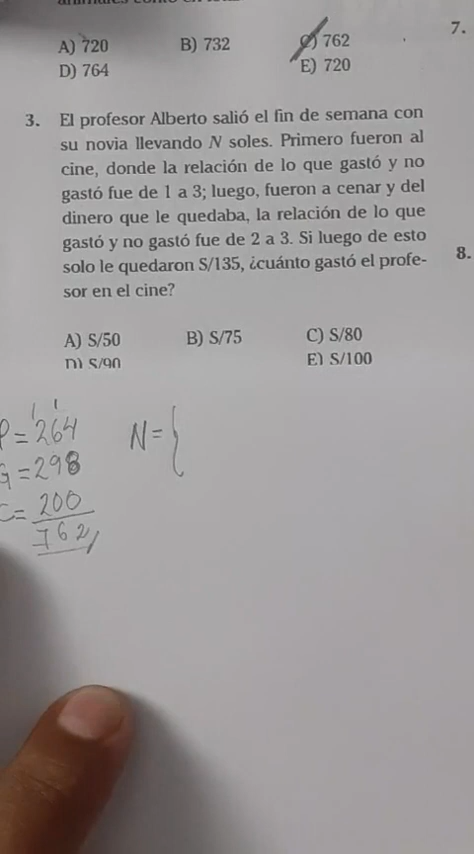 A) 720 B) 732 C) 762
D) 764 E) 720
7.
3. El profesor Alberto salió el fin de semana con
su novia llevando N soles. Primero fueron al
cine, donde la relación de lo que gastó y no
gastó fue de 1 a 3; luego, fueron a cenar y del
dinero que le quedaba, la relación de lo que
gastó y no gastó fue de 2 a 3. Si luego de esto
solo le quedaron S/135, ¿cuánto gastó el profe-
sor en el cine?
8.
A) S/50 B) S/75 C) S/80
D) S/90 E) S/100
1 1
P = 264
G = 298
C = 200
762
N = {